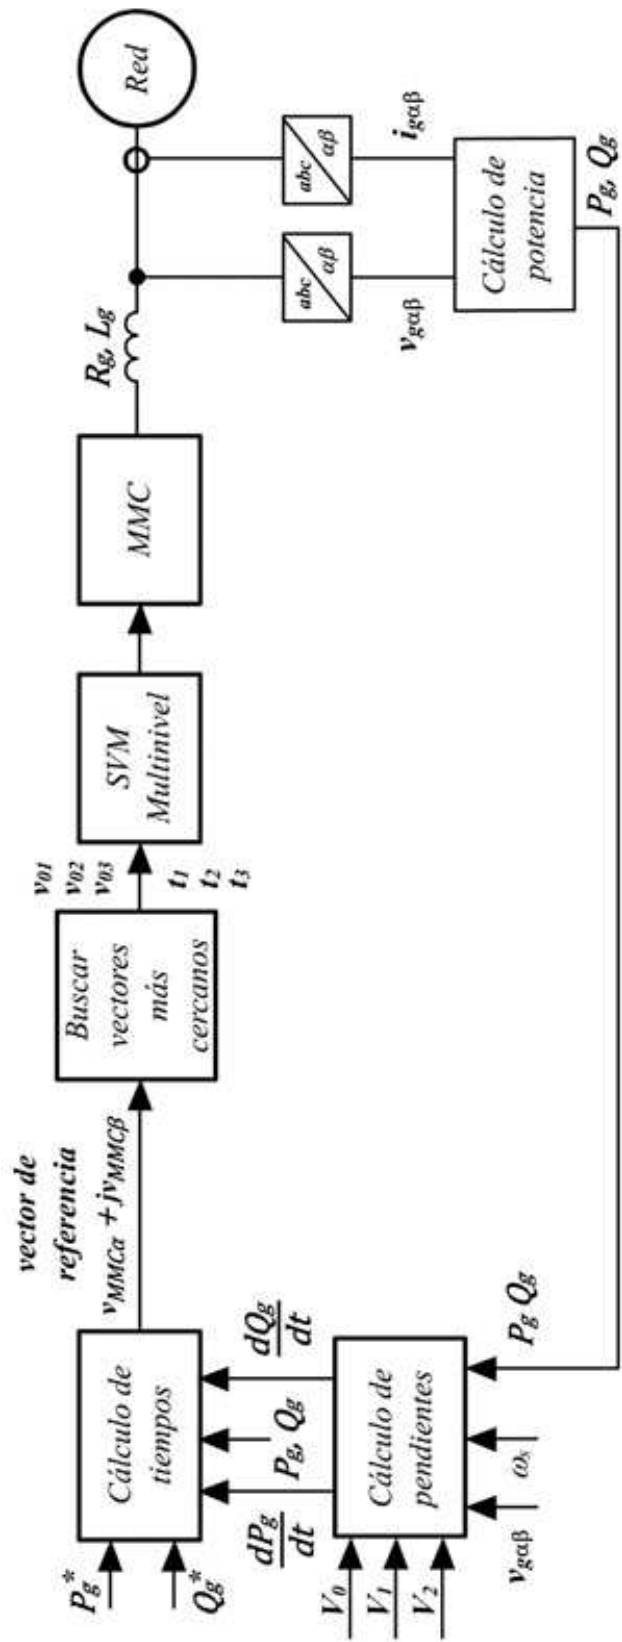 P_g*
Q_g*
Cálculo de
tiempos
vector de
referencia
v_MMCα + jv_MMCβ
Buscar
vectores
más
cercanos
v_01
v_02
v_03
t_1
t_2
t_3
SVM
Multinivel
MMC
R_g, L_g
Red
dP_g
dt
P_g, Q_g
dQ_g
dt
V_0
V_1
V_2
Cálculo de
pendientes
v_gαβ
ω_s
P_g Q_g
abc
αβ
abc
αβ
v_gαβ
i_gαβ
Cálculo de
potencia
P_g, Q_g